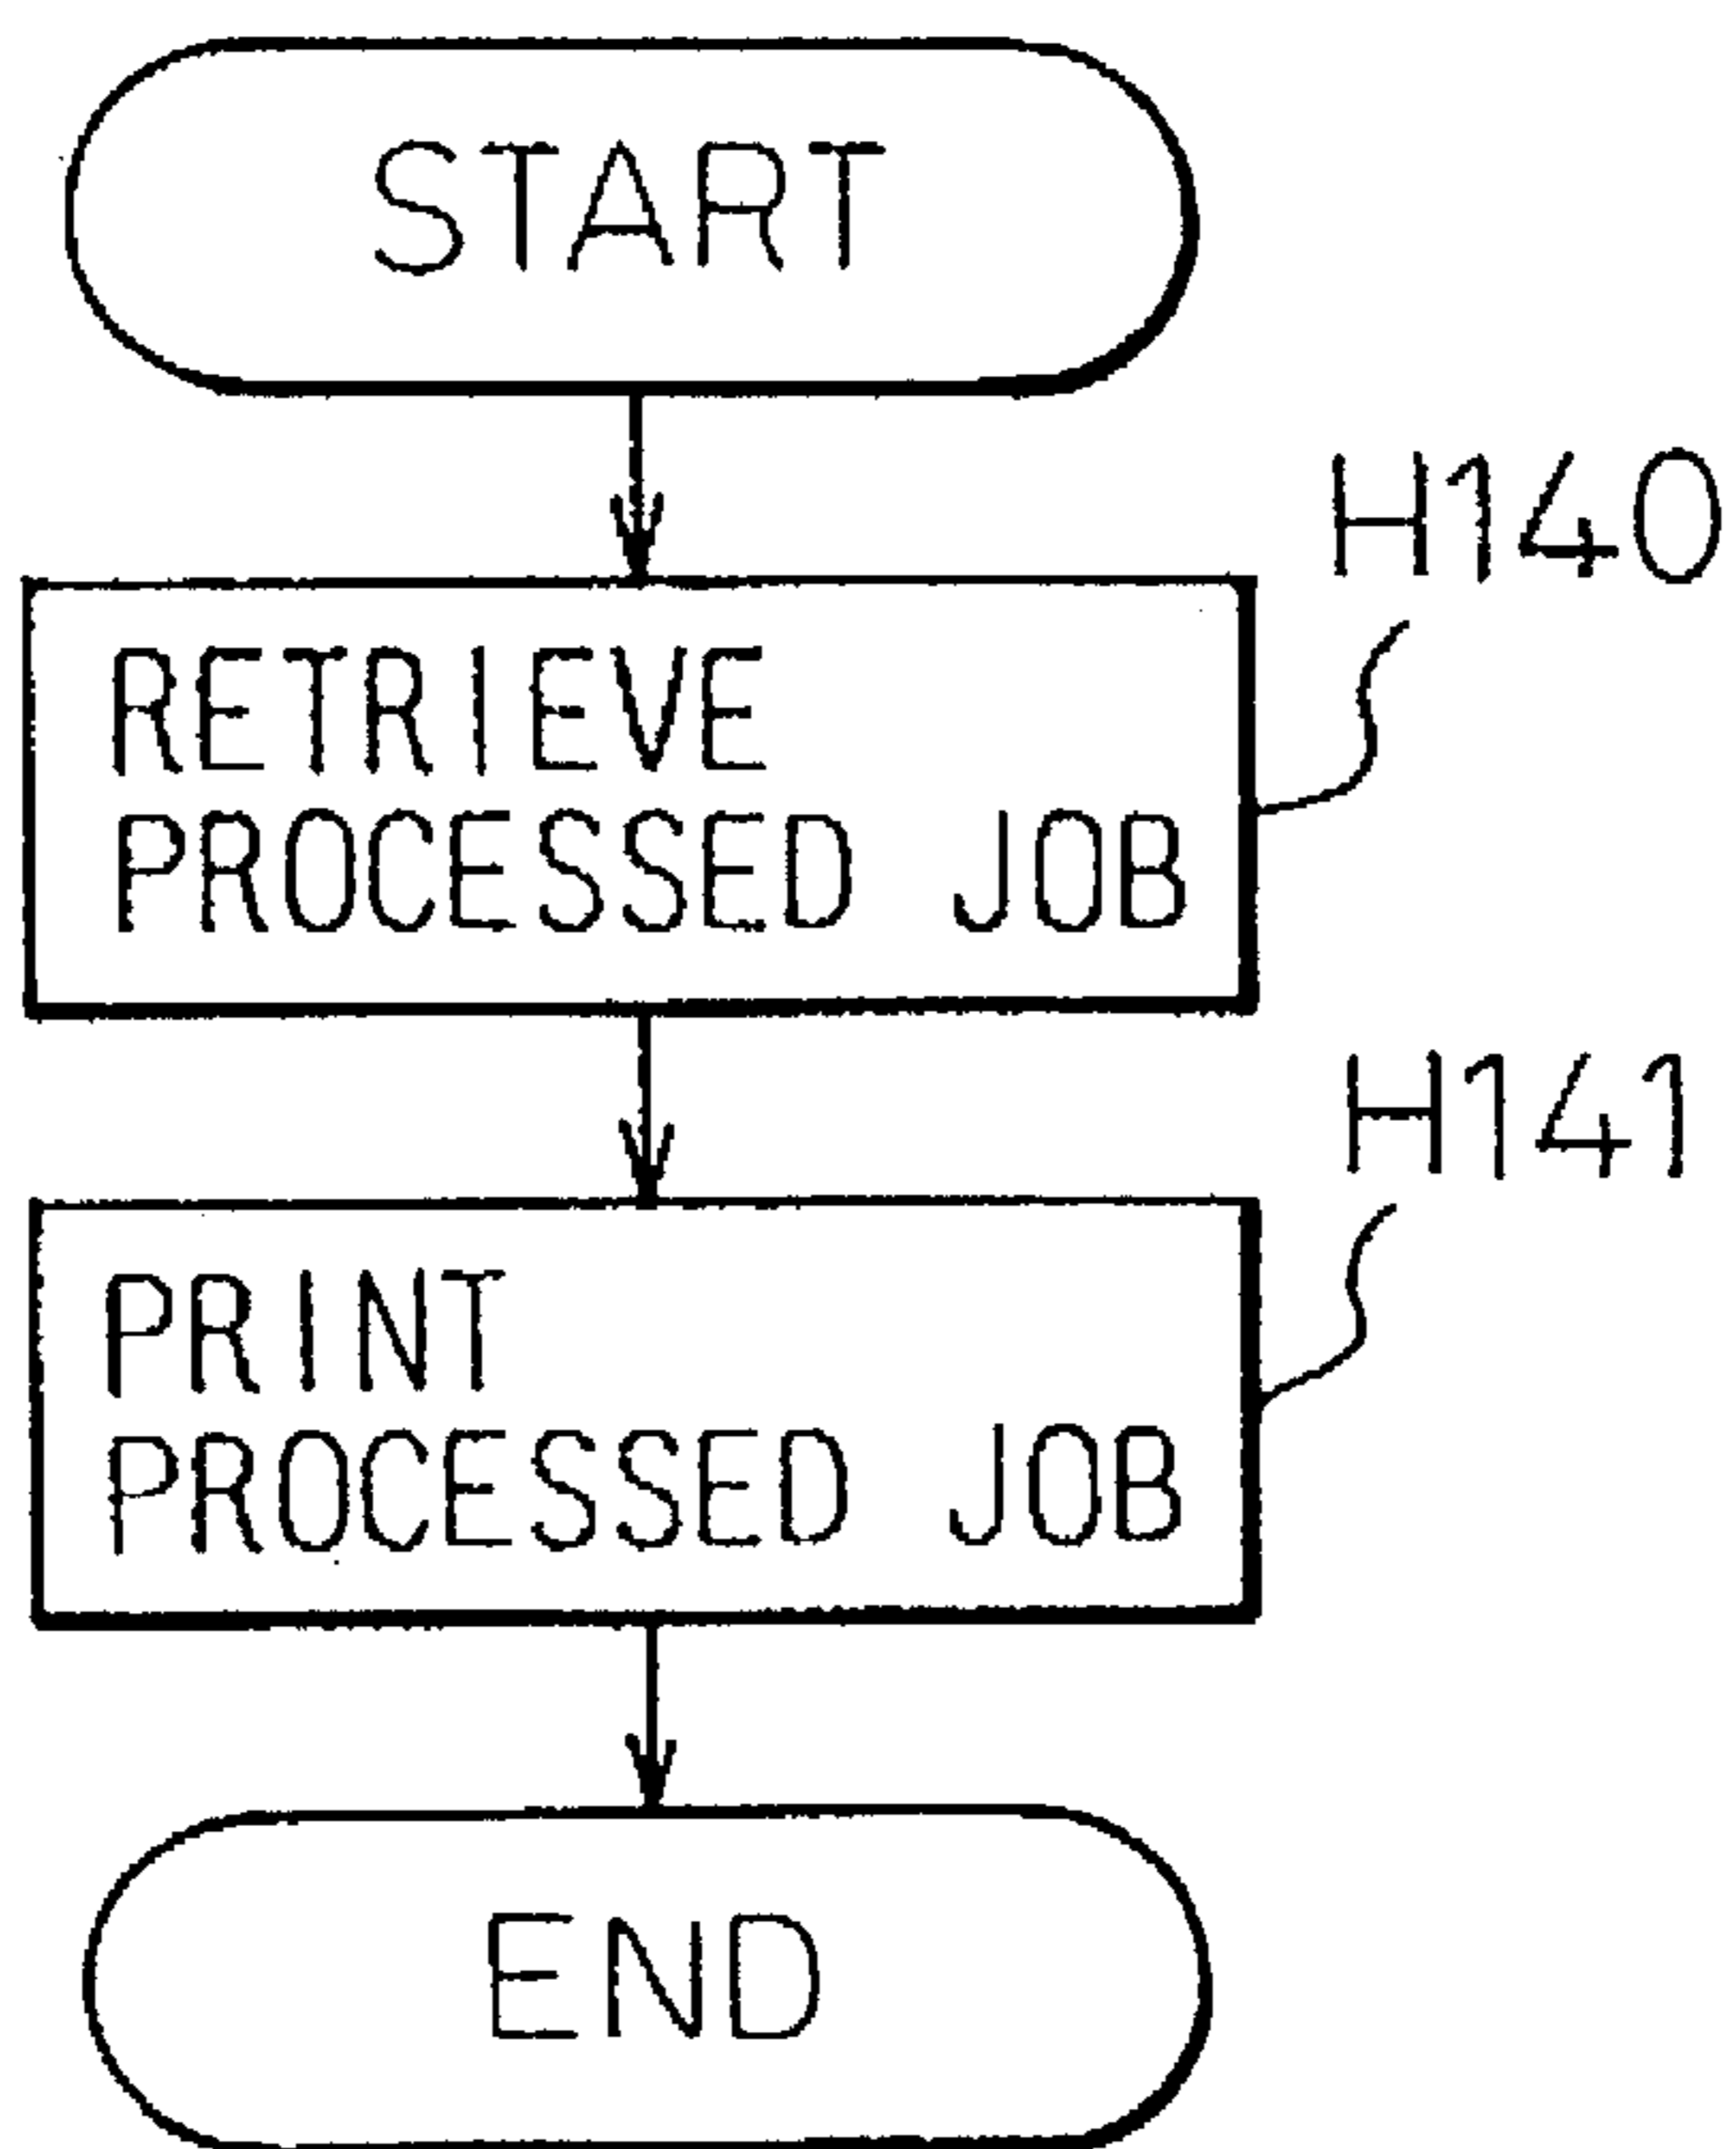 START
H140
RETRIEVE
PROCESSED JOB
H141
PRINT
PROCESSED JOB
END